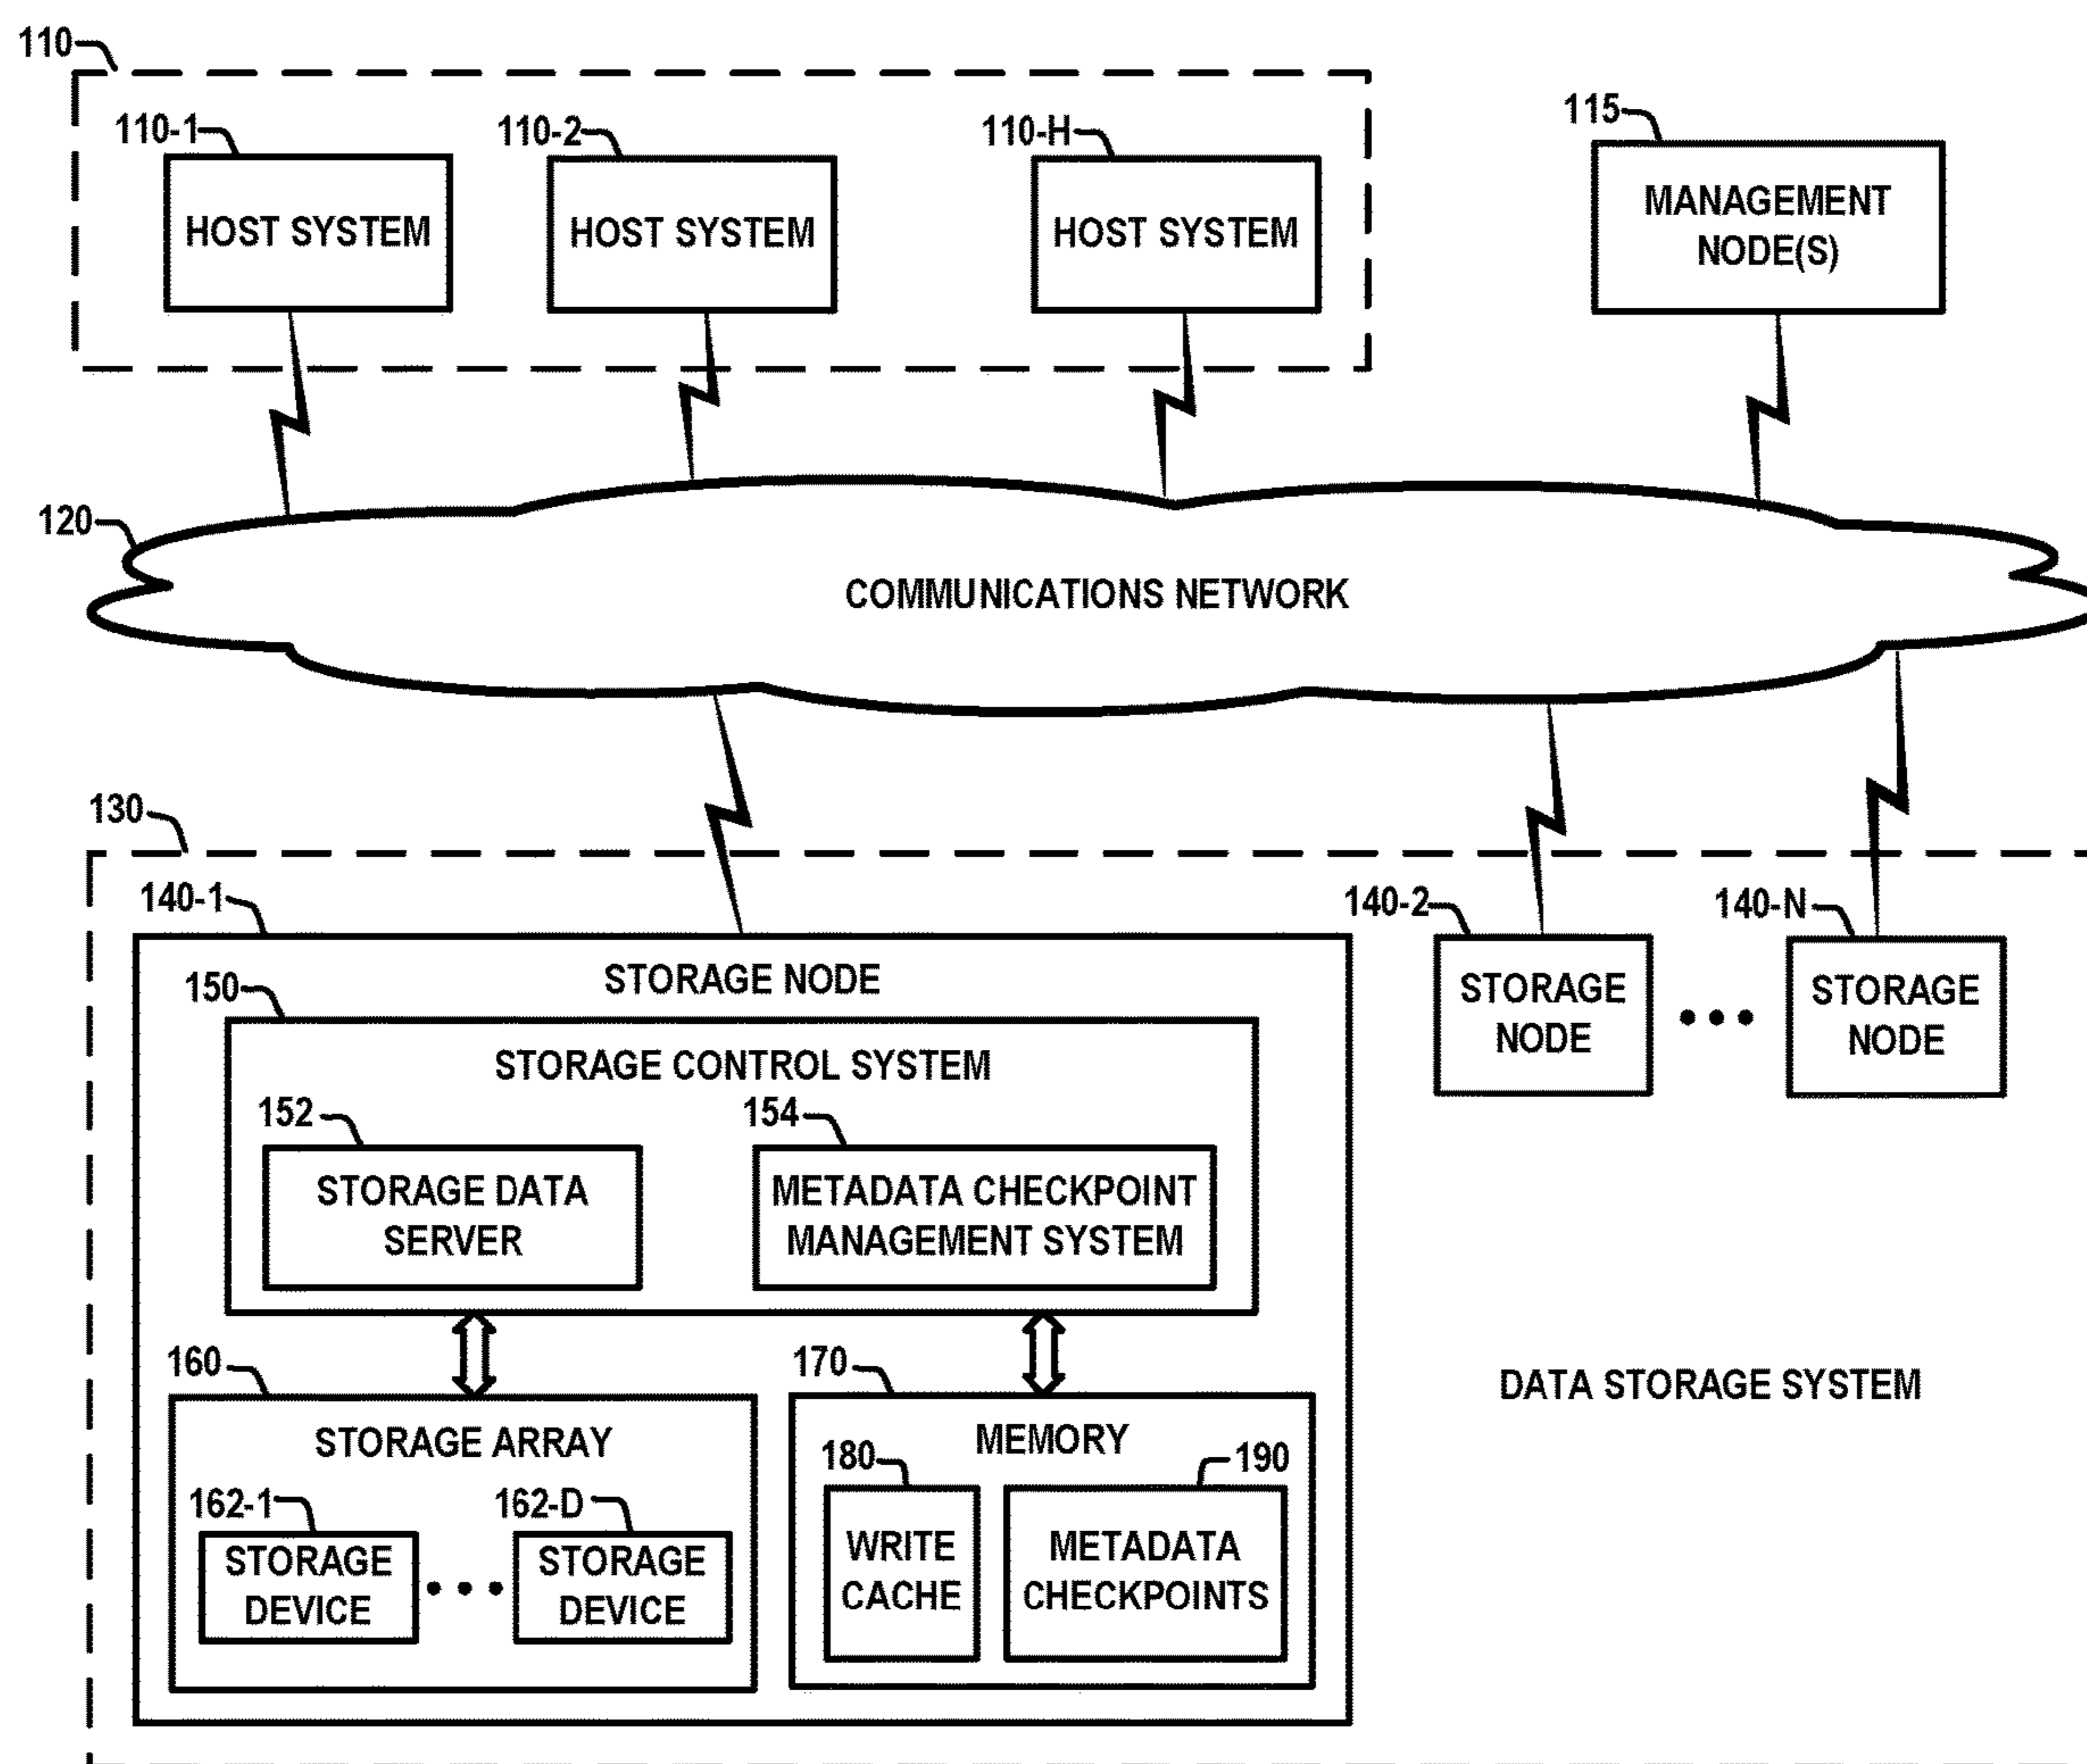 110
110-1
110-2
110-H
115
HOST SYSTEM
HOST SYSTEM
HOST SYSTEM
MANAGEMENT
NODE(S)
120
COMMUNICATIONS NETWORK
130
140-1
140-2
140-N
STORAGE NODE
STORAGE
NODE
STORAGE
NODE
150
STORAGE CONTROL SYSTEM
152
154
STORAGE DATA
SERVER
METADATA CHECKPOINT
MANAGEMENT SYSTEM
160
170
DATA STORAGE SYSTEM
STORAGE ARRAY
MEMORY
162-1
162-D
180
190
STORAGE
DEVICE
STORAGE
DEVICE
WRITE
CACHE
METADATA
CHECKPOINTS